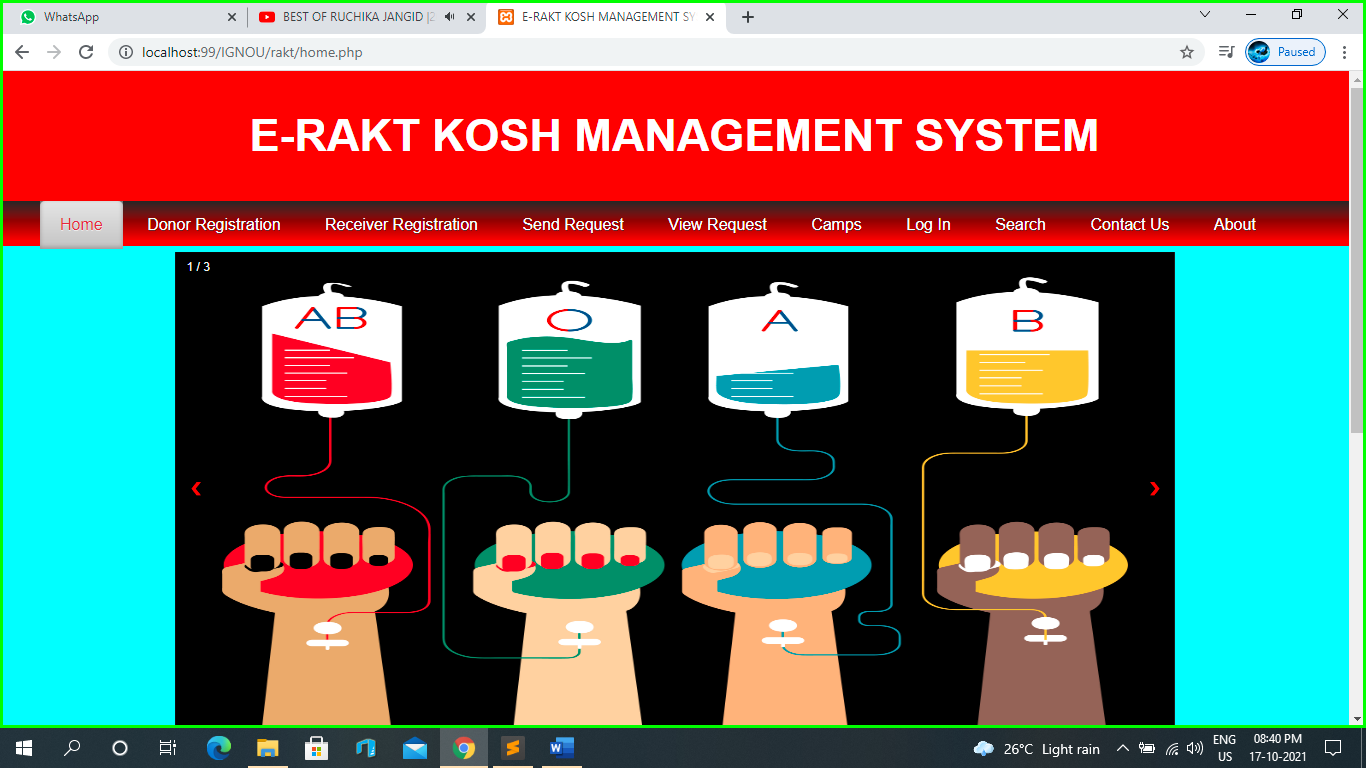 WhatsApp
BEST OF RUCHIKA JANGID |2
E-RAKT KOSH MANAGEMENT SY
localhost:99/IGNOU/rakt/home.php
Paused
E-RAKT KOSH MANAGEMENT SYSTEM
Home Donor Registration Receiver Registration Send Request View Request Camps Log In Search Contact Us About
1 / 3
AB O A B
26°C Light rain
ENG
US
08:40 PM
17-10-2021